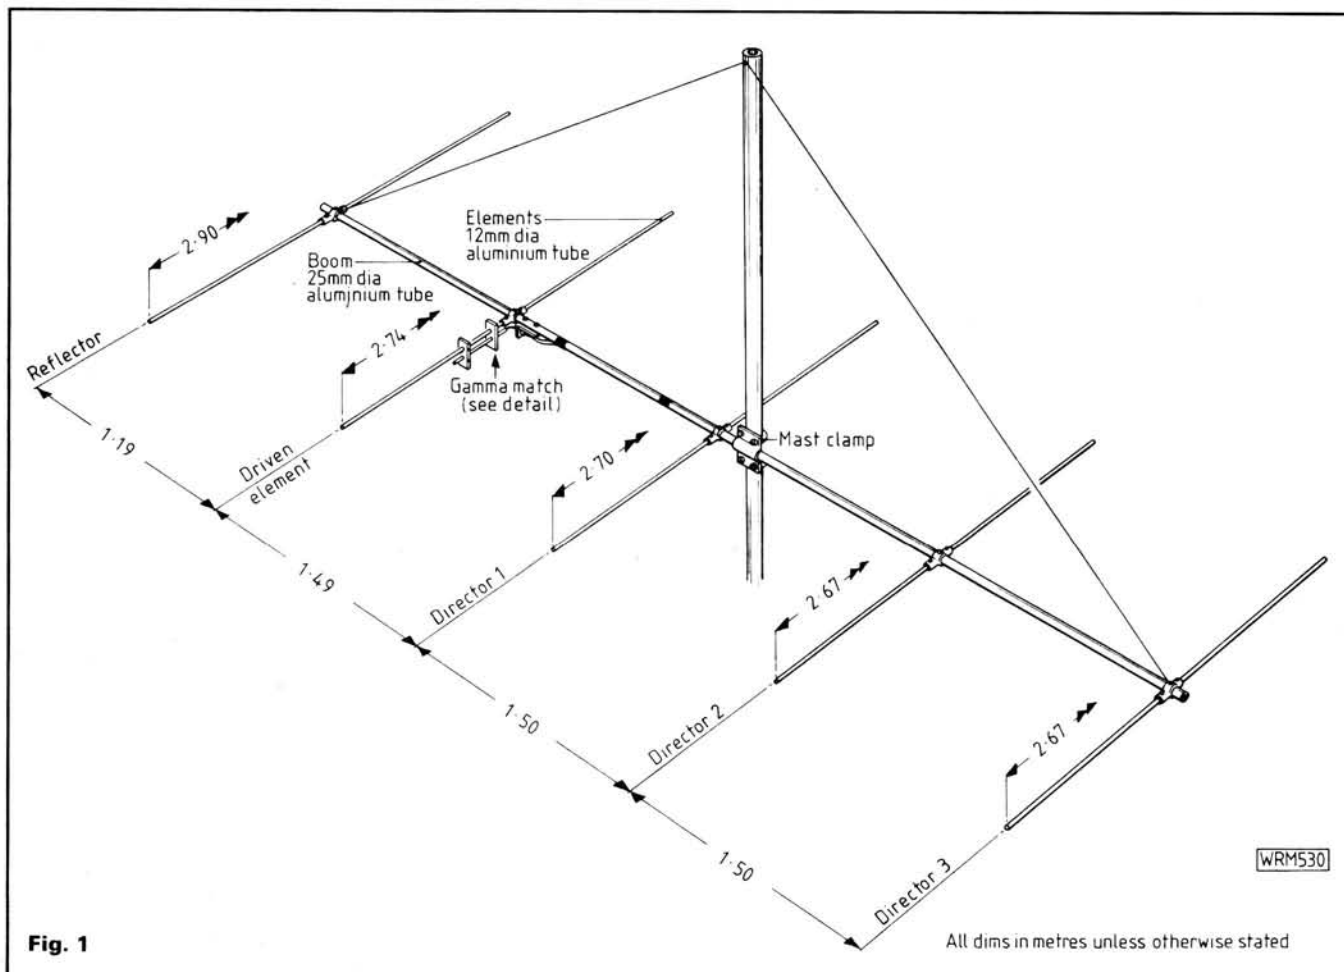 2·90
Elements
12mm dia
aluminium tube
Boom
25mm dia
aluminium tube
Reflector
2·74
Gamma match
(see detail)
1·19
Driven
element
2·70
Mast clamp
1·49
Director 1
2·67
1·50
Director 2
2·67
1·50
Director 3
WRM530
Fig. 1
All dims in metres unless otherwise stated